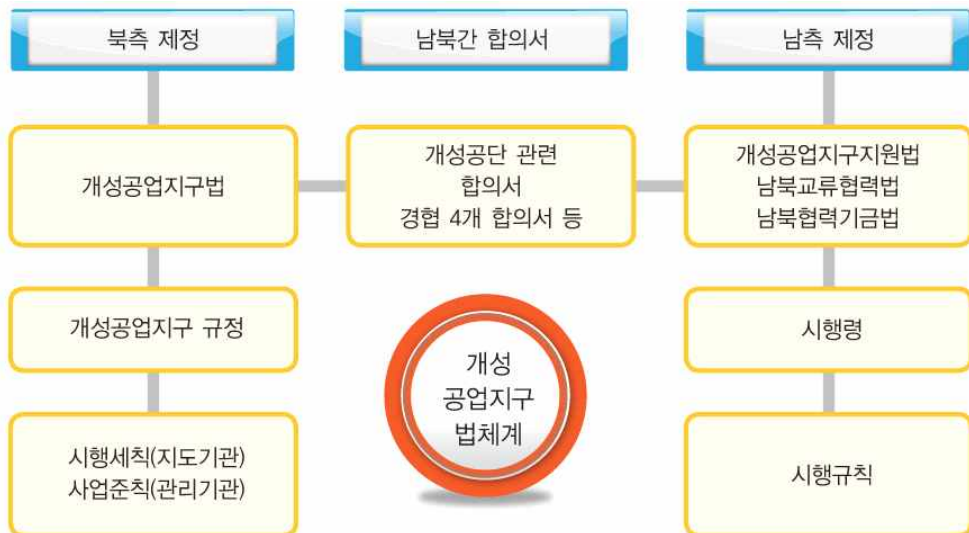 북측 제정
남북간 합의서
남측 제정
개성공업지구법
개성공단 관련
합의서
경협 4개 합의서 등
개성공업지구지원법
남북교류협력법
남북협력기금법
개성공업지구 규정
시행령
개성
공업지구
법체계
시행세칙(지도기관)
사업준칙(관리기관)
시행규칙